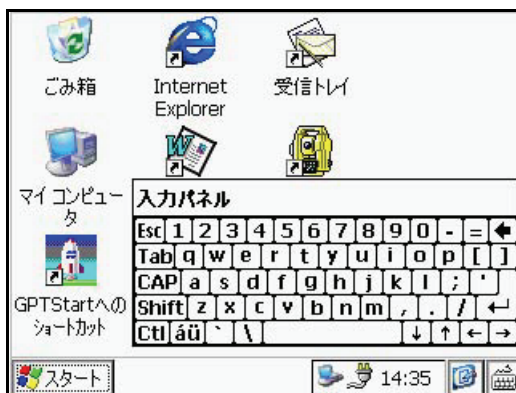 ごみ箱
Internet
Explorer
受信トレイ
マイ コンピュー
タ
GPTStartへの
ショートカット
入力パネル
Esc 1 2 3 4 5 6 7 8 9 0 - = ←
Tab q w e r t y u i o p [ ]
CAP a s d f g h j k l ; '
Shift z x c v b n m , . / ↵
Ctl áü ` \ ↓ ↑ ← →
スタート
14:35